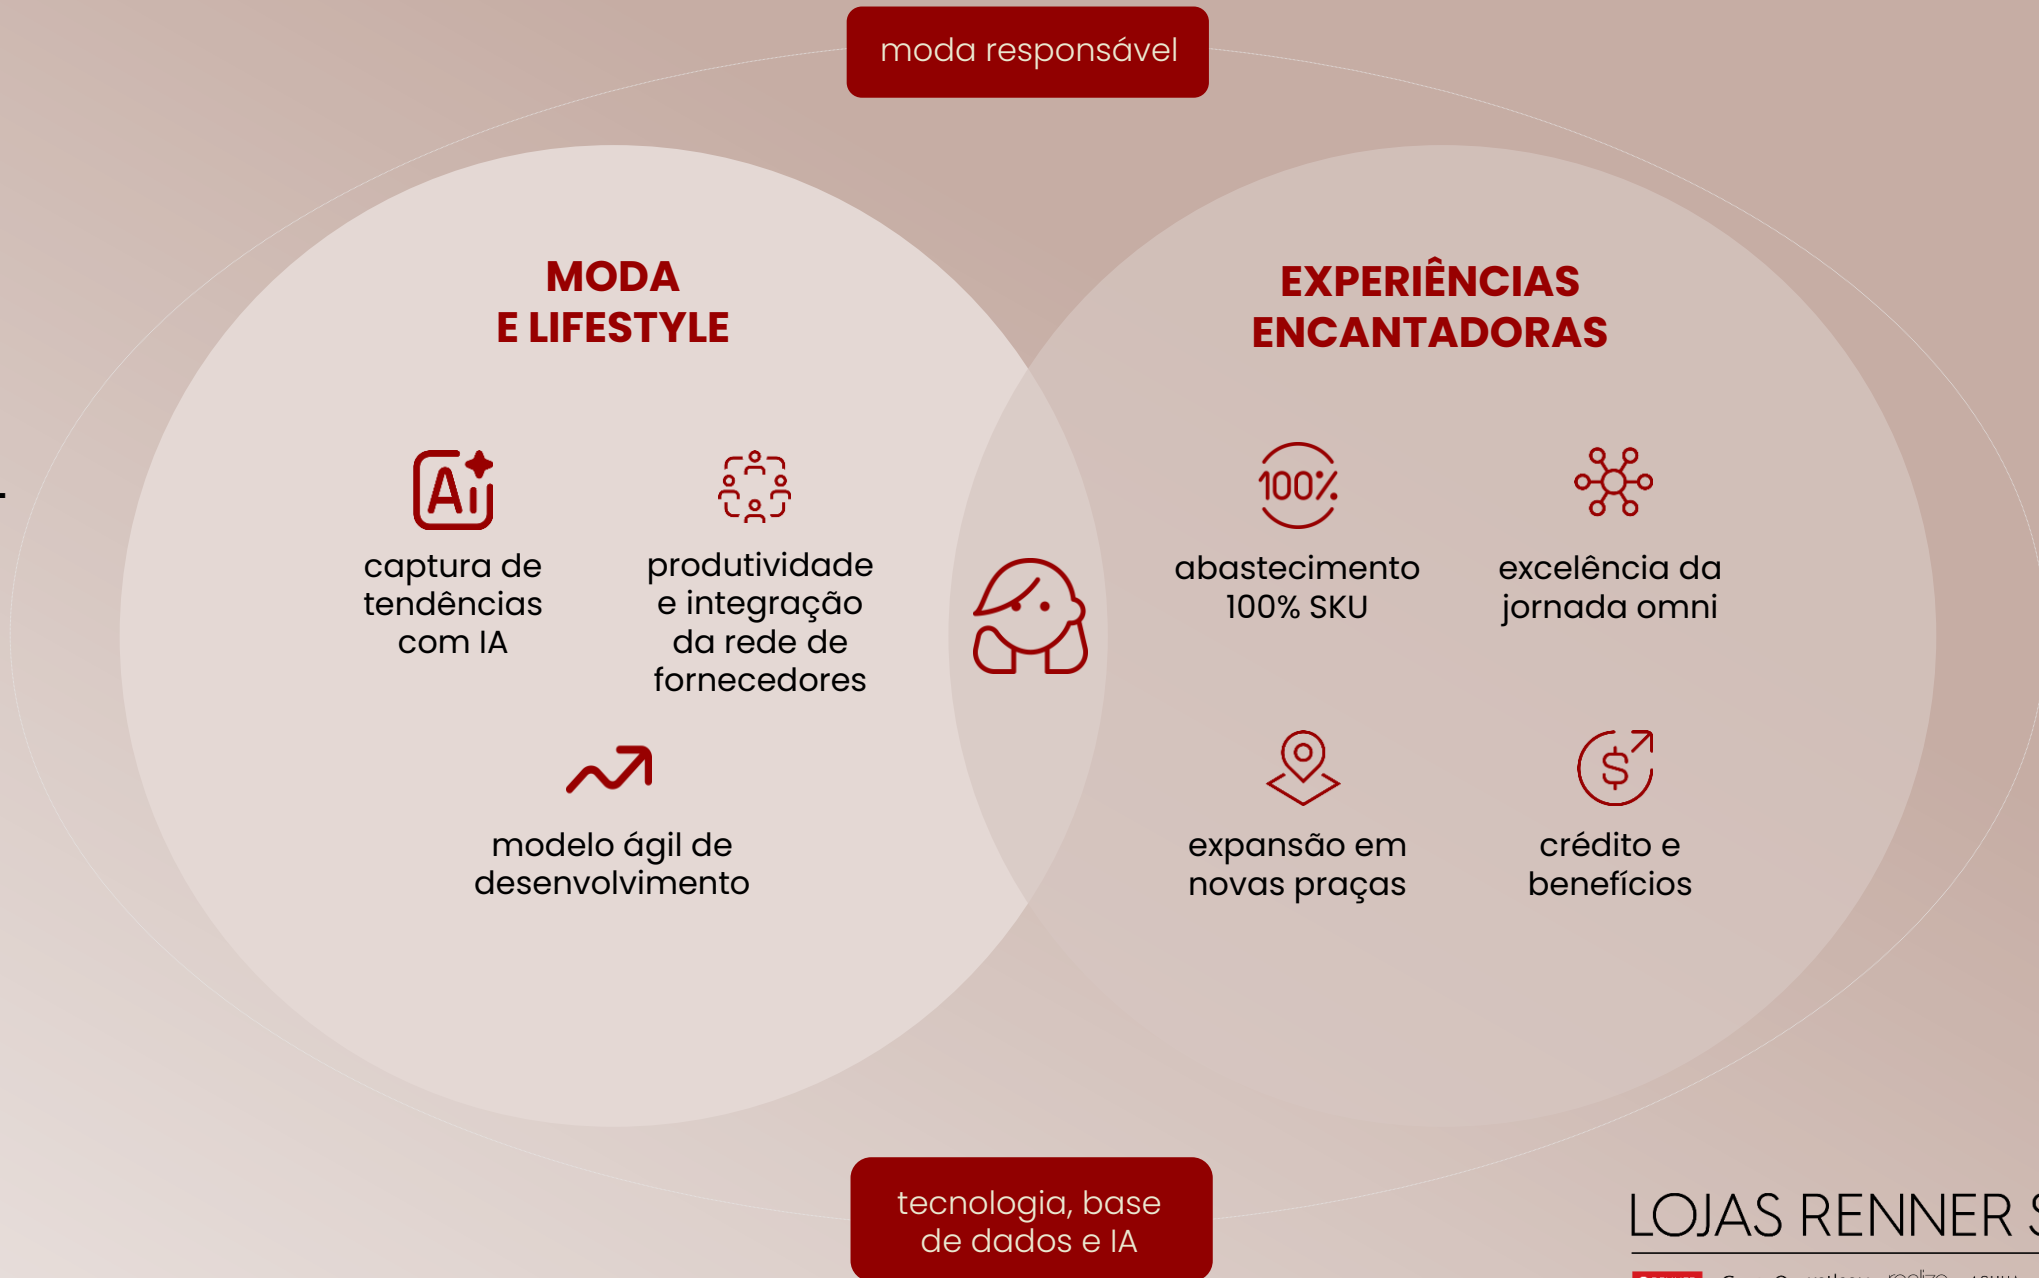 moda responsável
MODA
E LIFESTYLE
Ai
captura de
tendências
com IA
produtividade
e integração
da rede de
fornecedores
modelo ágil de
desenvolvimento
EXPERIÊNCIAS
ENCANTADORAS
100%
abastecimento
100% SKU
excelência da
jornada omni
expansão em
novas praças
$
crédito e
benefícios
tecnologia, base
de dados e IA
LOJAS RENNER S